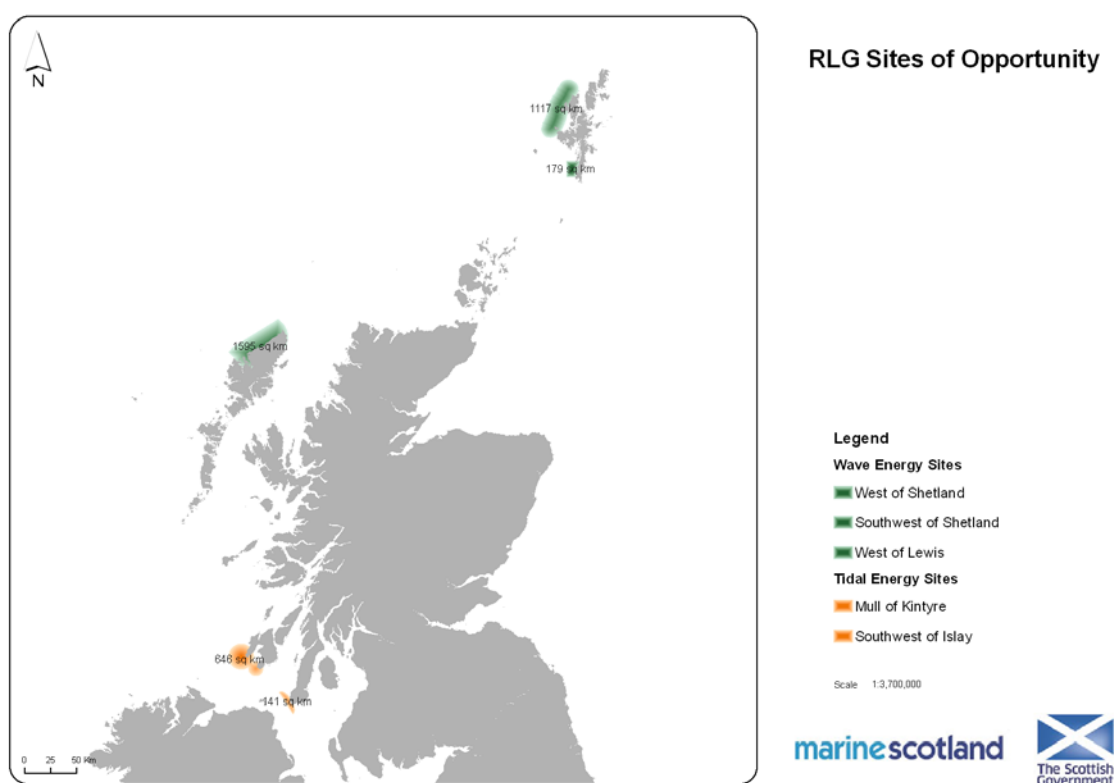 RLG Sites of Opportunity
N
1117 sq km
179 sq km
1595 sq km
646 sq km
141 sq km
0 25 50 Km
Legend
Wave Energy Sites
West of Shetland
Southwest of Shetland
West of Lewis
Tidal Energy Sites
Mull of Kintyre
Southwest of Islay
Scale 1:3,700,000
marinescotland
The Scottish
Government